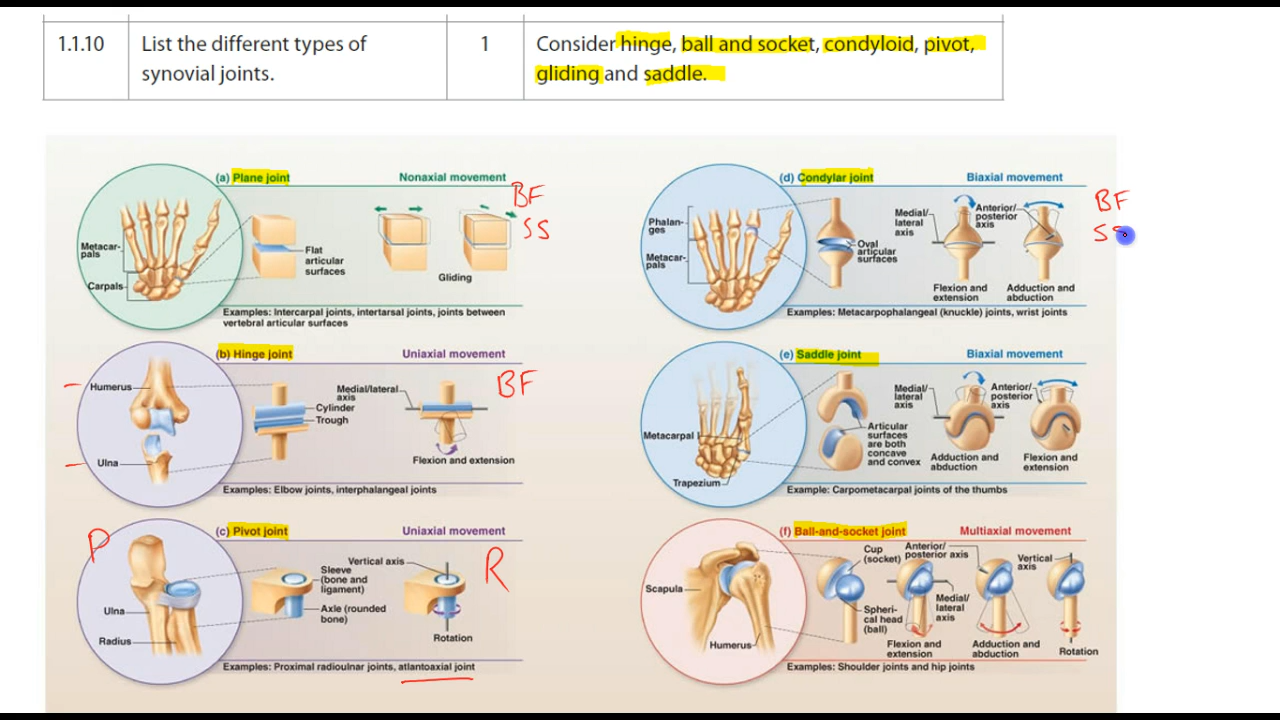 1.1.10
List the different types of
synovial joints.
1
Consider hinge, ball and socket, condyloid, pivot,
gliding and saddle.
(a) Plane joint
Nonaxial movement
BF
SS
Metacar-
pals
Carpals
Flat
articular
surfaces
Gliding
Examples: Intercarpal joints, intertarsal joints, joints between
vertebral articular surfaces
(b) Hinge joint
Uniaxial movement
BF
Humerus
Ulna
Medial/lateral
axis
Cylinder
Trough
Flexion and extension
Examples: Elbow joints, interphalangeal joints
(c) Pivot joint
Uniaxial movement
P
R
Ulna
Radius
Vertical axis
Sleeve
(bone and
ligament)
Axle (rounded
bone)
Rotation
Examples: Proximal radioulnar joints, atlantoaxial joint
(d) Condylar joint
Biaxial movement
BF
SS
Phalan-
ges
Metacar-
pals
Oval
articular
surfaces
Medial/
lateral
axis
Anterior/
posterior
axis
Flexion and
extension
Adduction and
abduction
Examples: Metacarpophalangeal (knuckle) joints, wrist joints
(e) Saddle joint
Biaxial movement
Metacarpal
Trapezium
Articular
surfaces
are both
concave
and convex
Medial/
lateral
axis
Anterior/
posterior
axis
Adduction and
abduction
Flexion and
extension
Example: Carpometacarpal joints of the thumbs
(f) Ball-and-socket joint
Multiaxial movement
Scapula
Humerus
Cup
(socket)
Spheri-
cal head
(ball)
Anterior/
posterior axis
Medial/
lateral
axis
Vertical
axis
Flexion and
extension
Adduction and
abduction
Rotation
Examples: Shoulder joints and hip joints